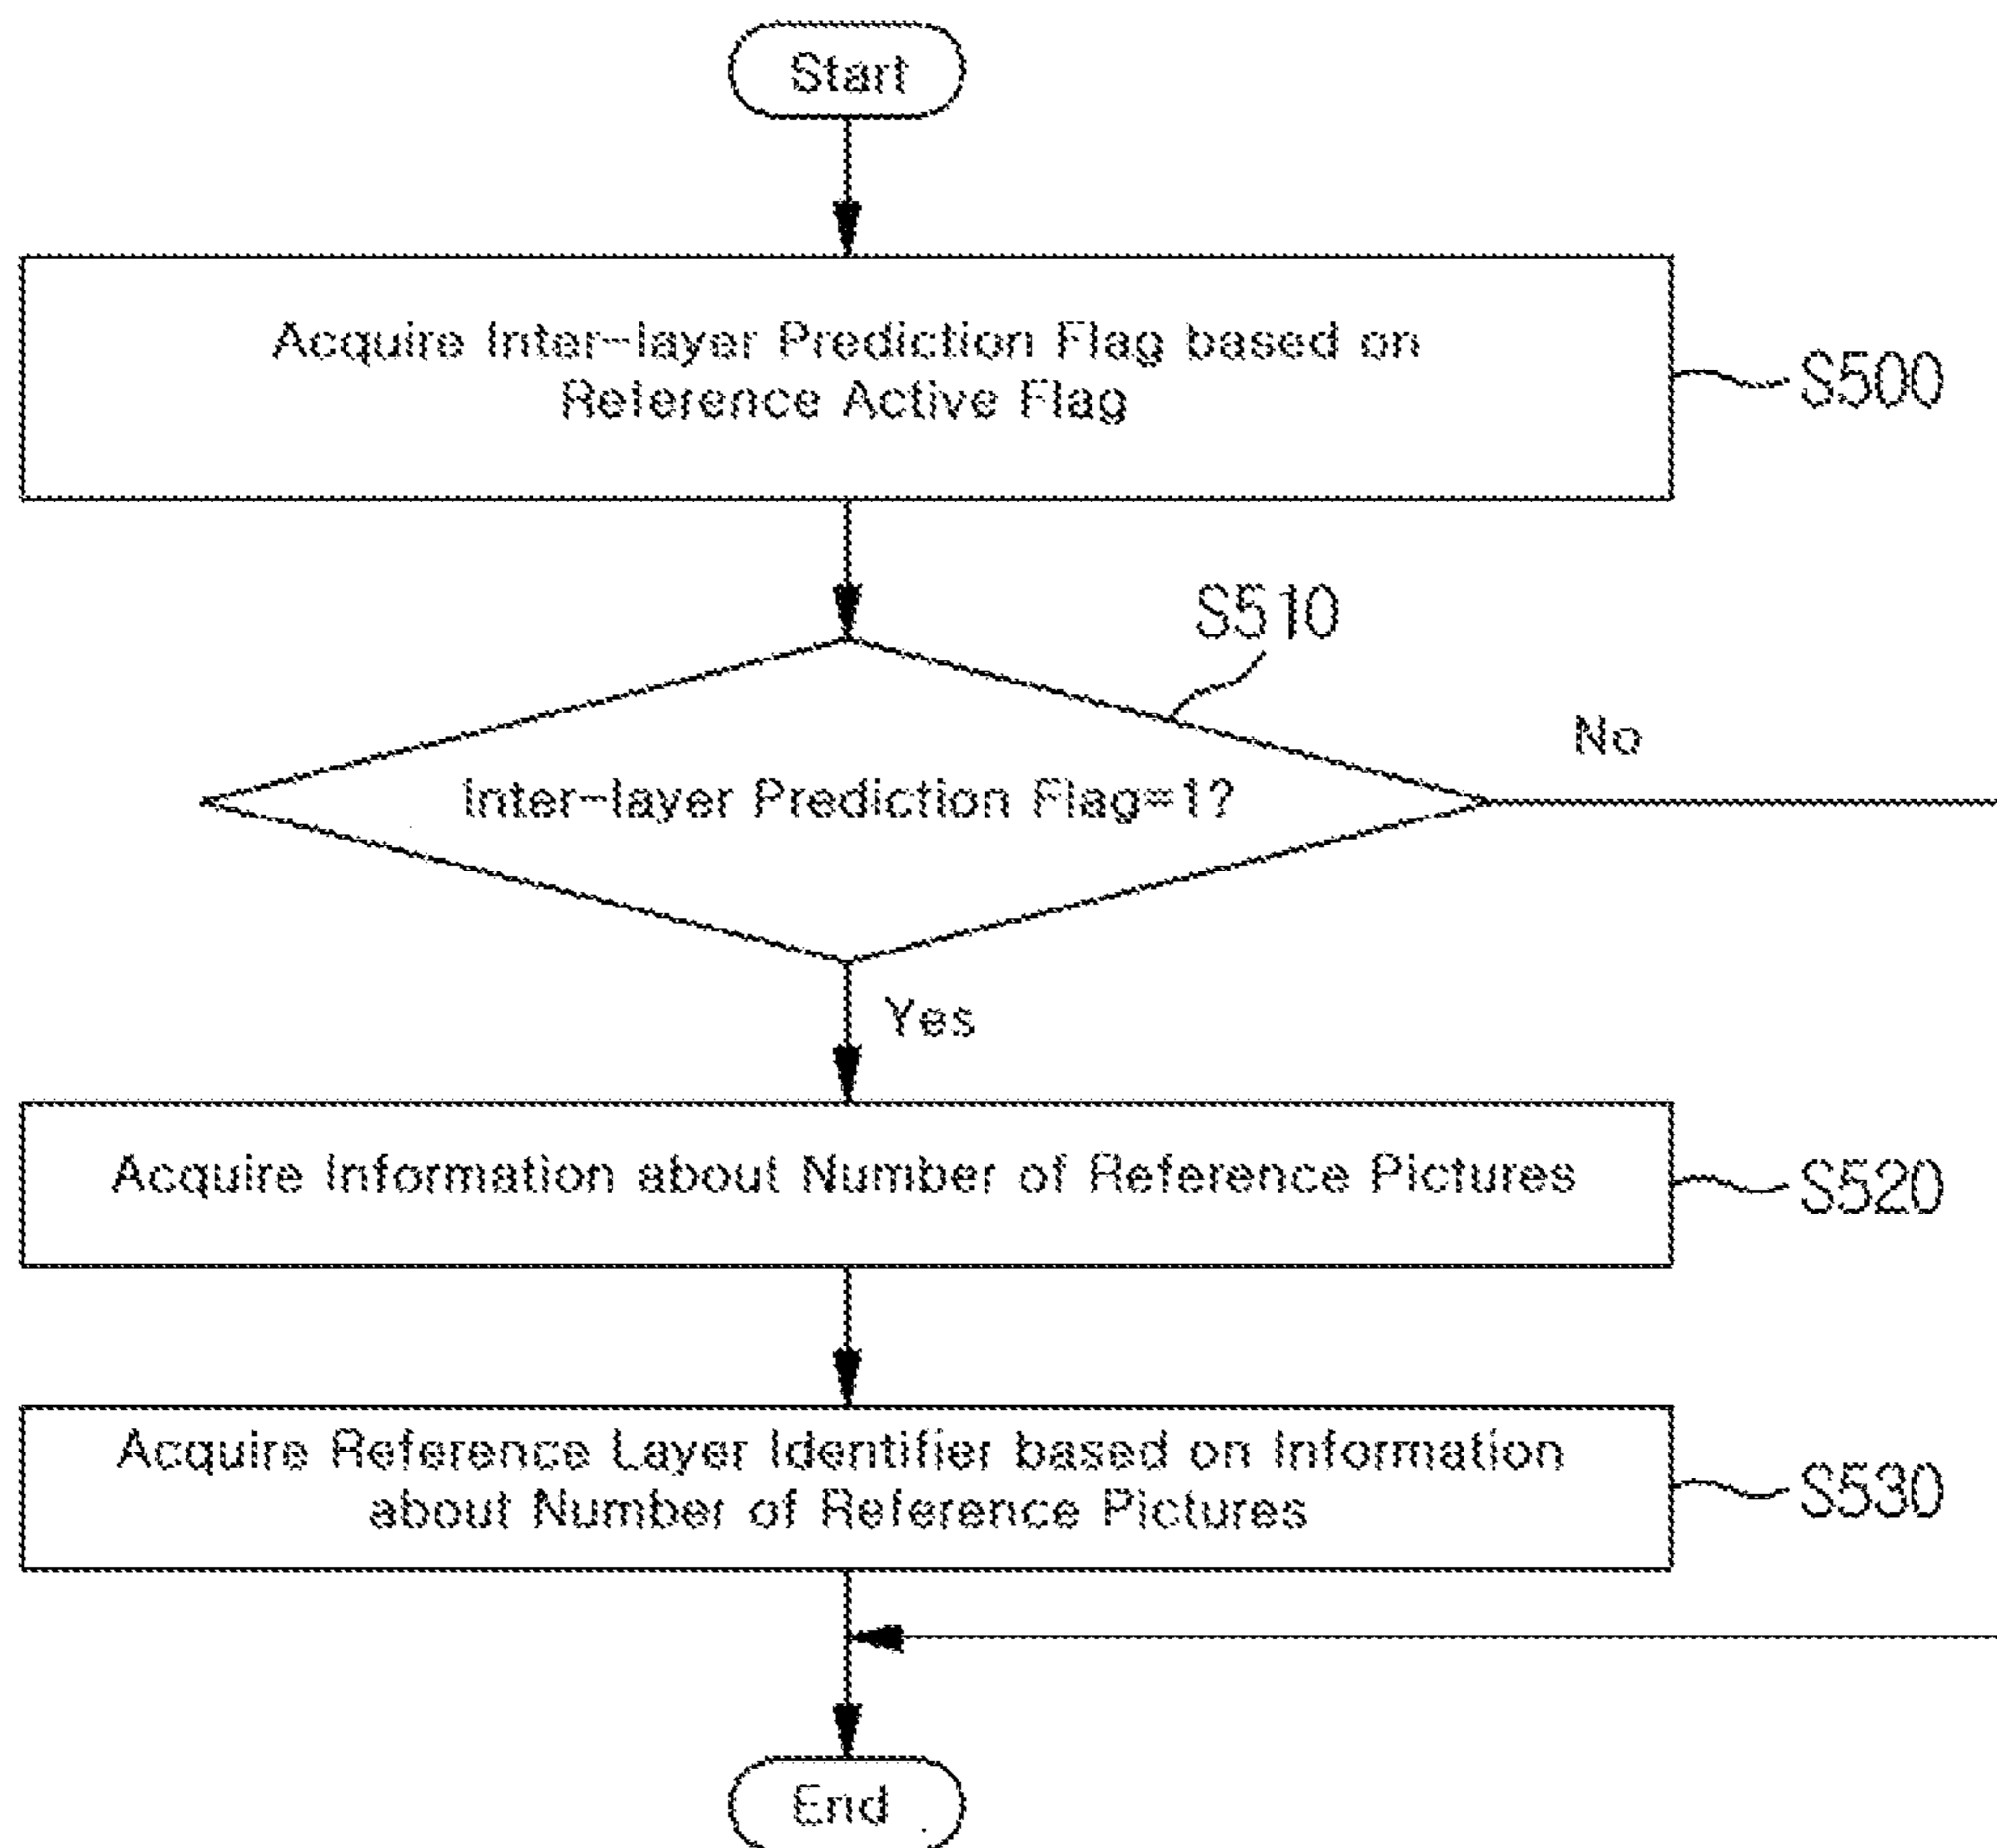 Start
Acquire Inter-layer Prediction Flag based on
Reference Active Flag
S500
S510
No
Inter-layer Prediction Flag=1?
Yes
Acquire Information about Number of Reference Pictures
S520
Acquire Reference Layer Identifier based on Information
about Number of Reference Pictures
S530
End